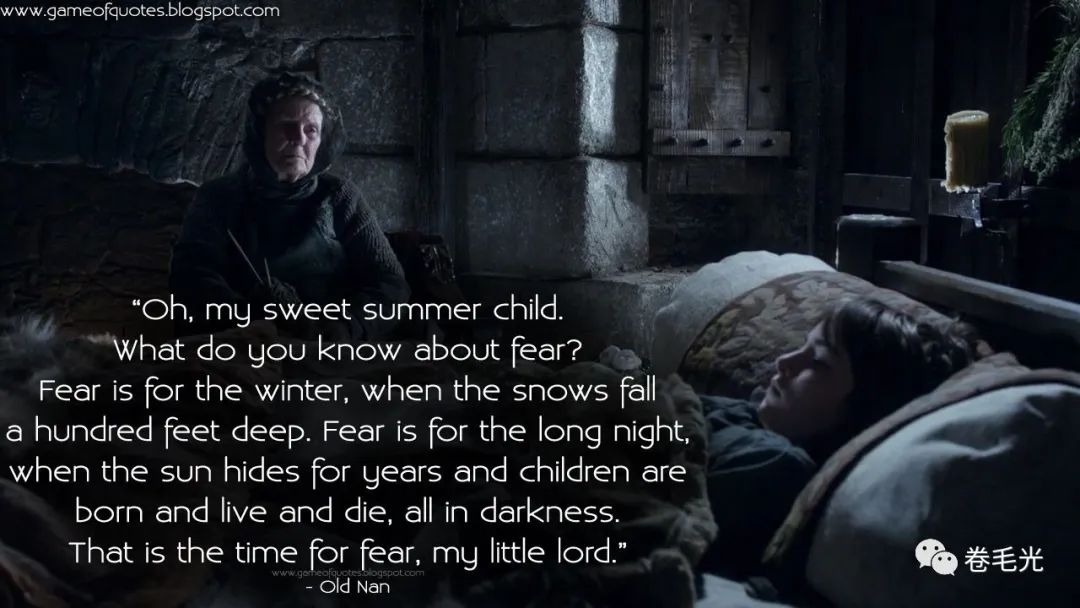 www.gameofquotes.blogspot.com
“Oh, my sweet summer child.
What do you know about fear?
Fear is for the winter, when the snows fall
a hundred feet deep. Fear is for the long night,
when the sun hides for years and children are
born and live and die, all in darkness.
That is the time for fear, my little lord.”
www.gameofquotes.blogspot.com
- Old Nan
卷毛光